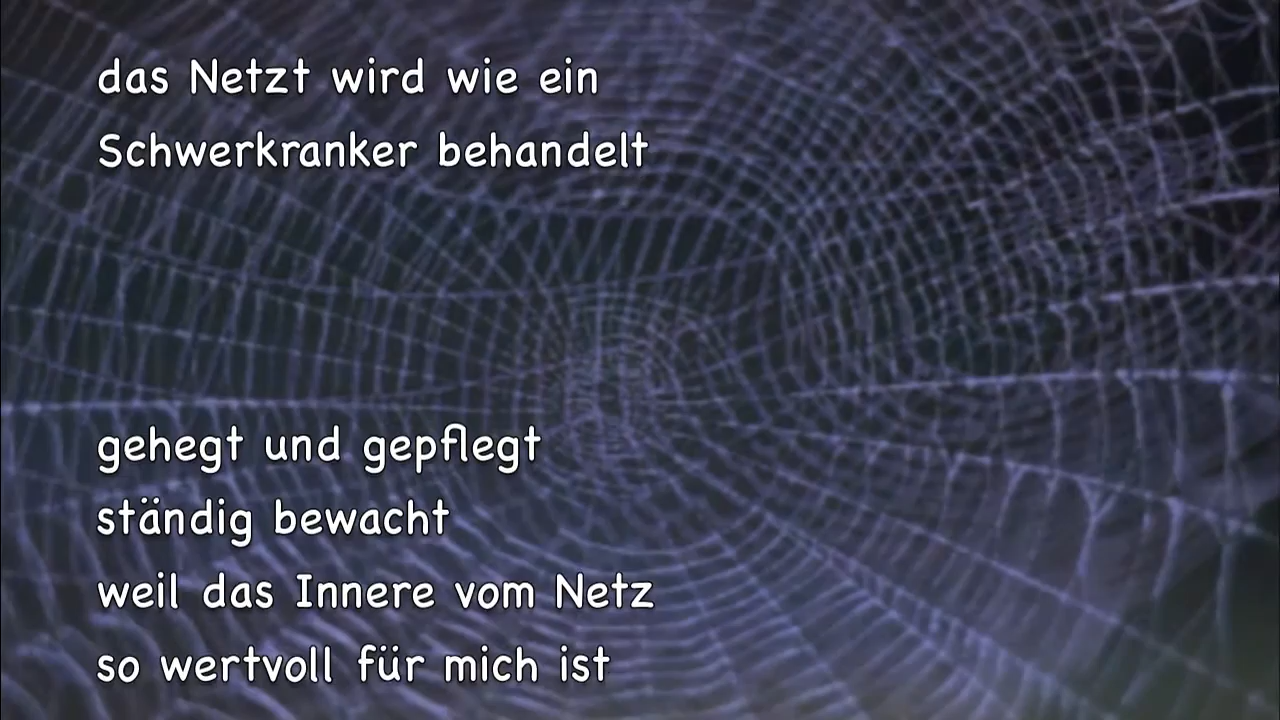 das Netzt wird wie ein
Schwerkranker behandelt
gehegt und gepflegt
ständig bewacht
weil das Innere vom Netz
so wertvoll für mich ist